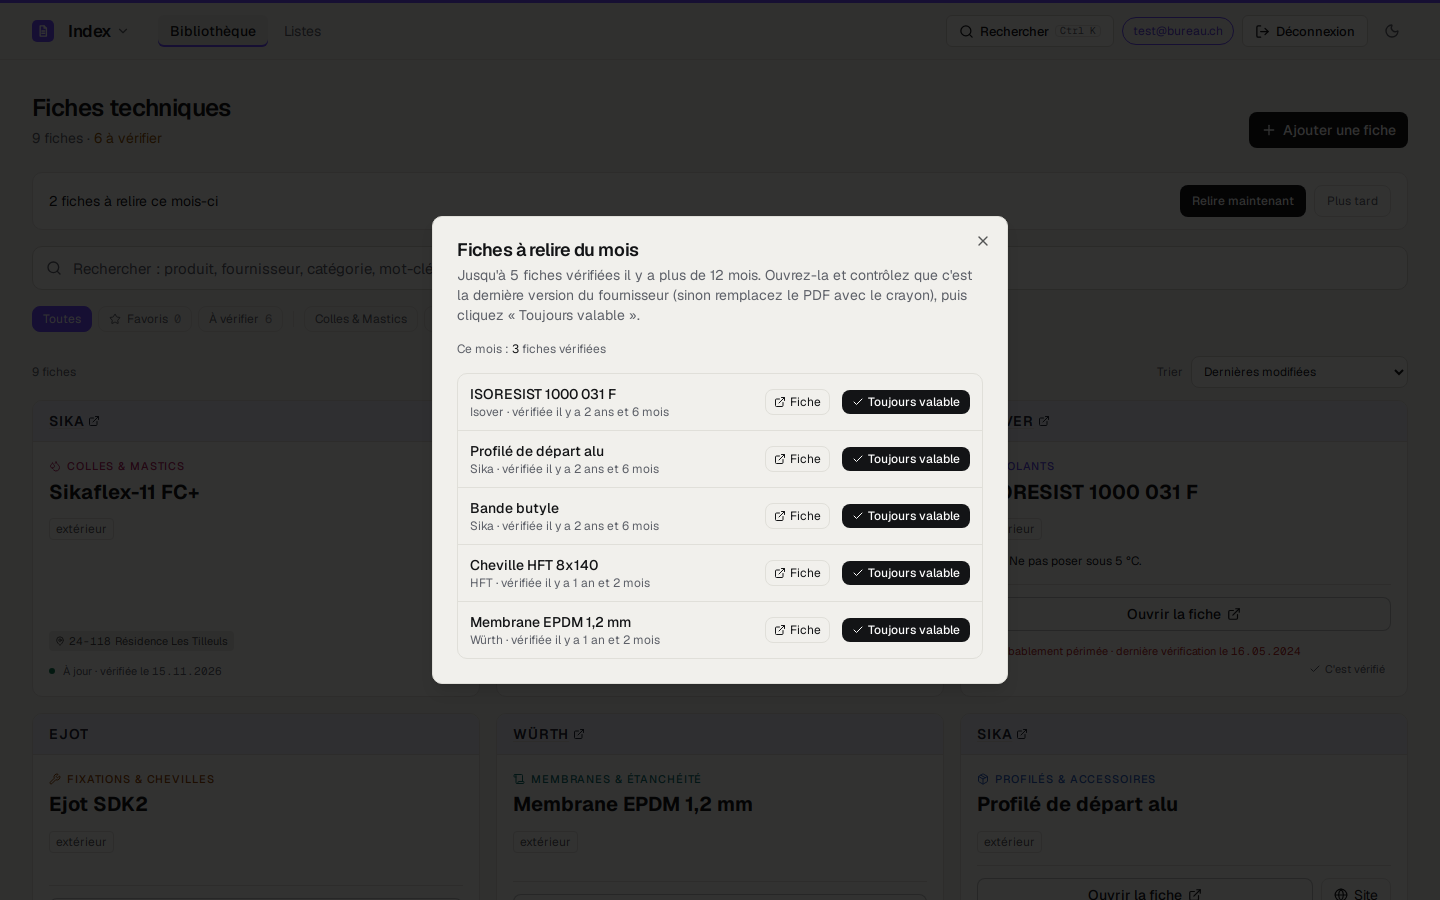 Index
Bibliothèque
Listes
Rechercher Ctrl K
test@bureau.ch
Déconnexion
Fiches techniques
9 fiches · 6 à vérifier
Ajouter une fiche
2 fiches à relire ce mois-ci
Relire maintenant
Plus tard
Rechercher : produit, fournisseur, catégorie, mot-clé
Toutes
Favoris 0
À vérifier 6
Colles & Mastics
9 fiches
Trier
Dernières modifiées
Fiches à relire du mois
Jusqu'à 5 fiches vérifiées il y a plus de 12 mois. Ouvrez-la et contrôlez que c'est
la dernière version du fournisseur (sinon remplacez le PDF avec le crayon), puis
cliquez « Toujours valable ».
Ce mois : 3 fiches vérifiées
ISORESIST 1000 031 F
Isover · vérifiée il y a 2 ans et 6 mois
Fiche
Toujours valable
Profilé de départ alu
Sika · vérifiée il y a 2 ans et 6 mois
Fiche
Toujours valable
Bande butyle
Sika · vérifiée il y a 2 ans et 6 mois
Fiche
Toujours valable
Cheville HFT 8x140
HFT · vérifiée il y a 1 an et 2 mois
Fiche
Toujours valable
Membrane EPDM 1,2 mm
Würth · vérifiée il y a 1 an et 2 mois
Fiche
Toujours valable
SIKA
COLLES & MASTICS
Sikaflex-11 FC+
extérieur
24-118 Résidence Les Tilleuls
À jour · vérifiée le 15.11.2026
1000 031 F
Ne pas poser sous 5 °C.
Ouvrir la fiche
périmée · dernière vérification le 16.05.2024
C'est vérifié
EJOT
FIXATIONS & CHEVILLES
Ejot SDK2
extérieur
WÜRTH
MEMBRANES & ÉTANCHÉITÉ
Membrane EPDM 1,2 mm
extérieur
SIKA
PROFILÉS & ACCESSOIRES
Profilé de départ alu
extérieur
Ouvrir la fiche
Site